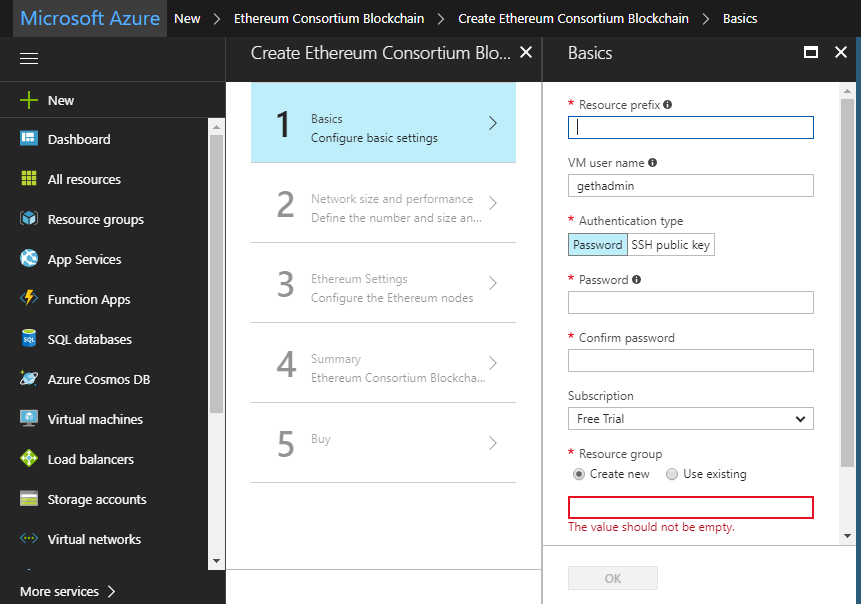 Microsoft Azure New > Ethereum Consortium Blockchain > Create Ethereum Consortium Blockchain > Basics
New
Dashboard
All resources
Resource groups
App Services
Function Apps
SQL databases
Azure Cosmos DB
Virtual machines
Load balancers
Storage accounts
Virtual networks
More services >
Create Ethereum Consortium Blo...
1 Basics
Configure basic settings
2 Network size and performance
Define the number and size an...
3 Ethereum Settings
Configure the Ethereum nodes
4 Summary
Ethereum Consortium Blockcha...
5 Buy
Basics
* Resource prefix
VM user name
gethadmin
* Authentication type
Password SSH public key
* Password
* Confirm password
Subscription
Free Trial
* Resource group
Create new Use existing
The value should not be empty.
OK